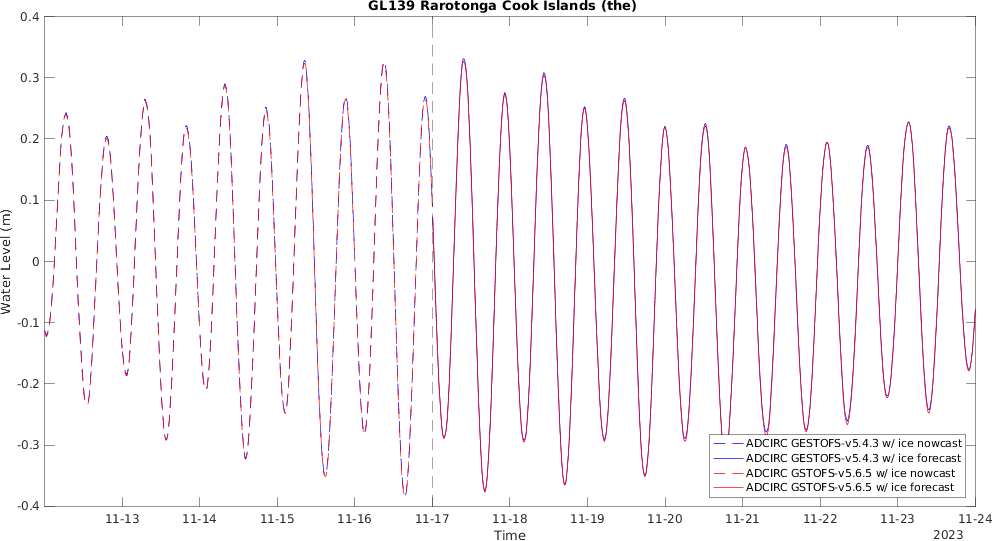 GL139 Rarotonga Cook Islands (the)
0.4
0.3
0.2
0.1
0
-0.1
-0.2
-0.3
-0.4
Water Level (m)
11-13 11-14 11-15 11-16 11-17 11-18 11-19 11-20 11-21 11-22 11-23 11-24
Time
2023
ADCIRC GESTOFS-v5.4.3 w/ ice nowcast
ADCIRC GESTOFS-v5.4.3 w/ ice forecast
ADCIRC GSTOFS-v5.6.5 w/ ice nowcast
ADCIRC GSTOFS-v5.6.5 w/ ice forecast